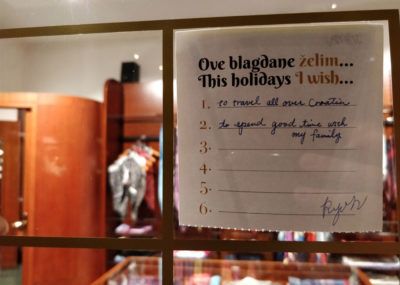 Ove blagdane želim...
This holidays I wish...
1. to travel all over Croatia
2. to spend good time with
my family
3.
4.
5.
6.